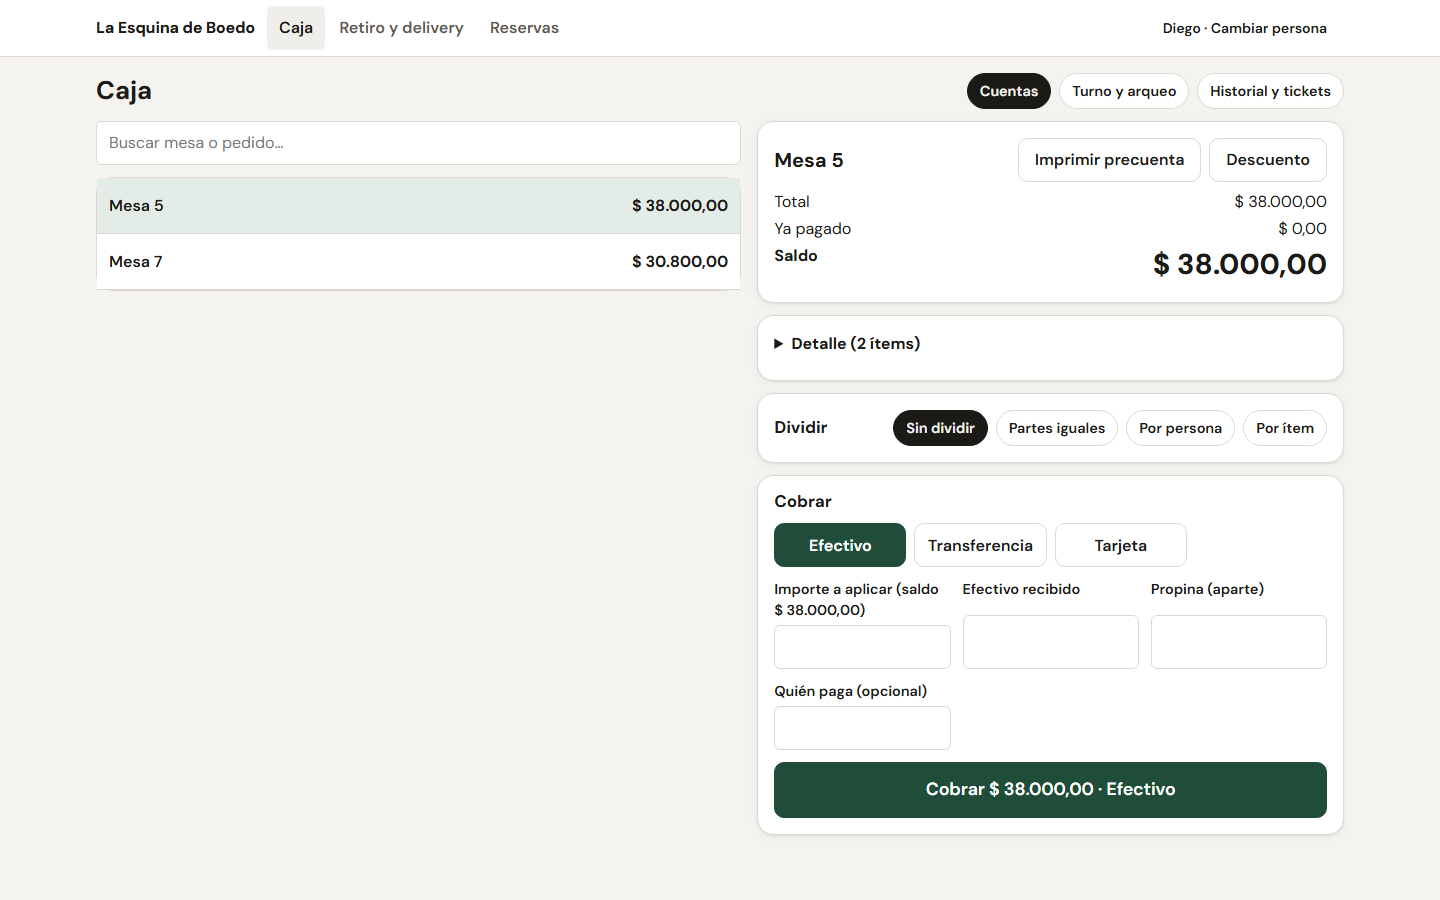 La Esquina de Boedo
Caja
Retiro y delivery
Reservas
Diego · Cambiar persona
Caja
Cuentas
Turno y arqueo
Historial y tickets
Buscar mesa o pedido...
Mesa 5
$ 38.000,00
Mesa 7
$ 30.800,00
Mesa 5
Imprimir precuenta
Descuento
Total
$ 38.000,00
Ya pagado
$ 0,00
Saldo
$ 38.000,00
Detalle (2 ítems)
Dividir
Sin dividir
Partes iguales
Por persona
Por ítem
Cobrar
Efectivo
Transferencia
Tarjeta
Importe a aplicar (saldo
$ 38.000,00)
Efectivo recibido
Propina (aparte)
Quién paga (opcional)
Cobrar $ 38.000,00 · Efectivo